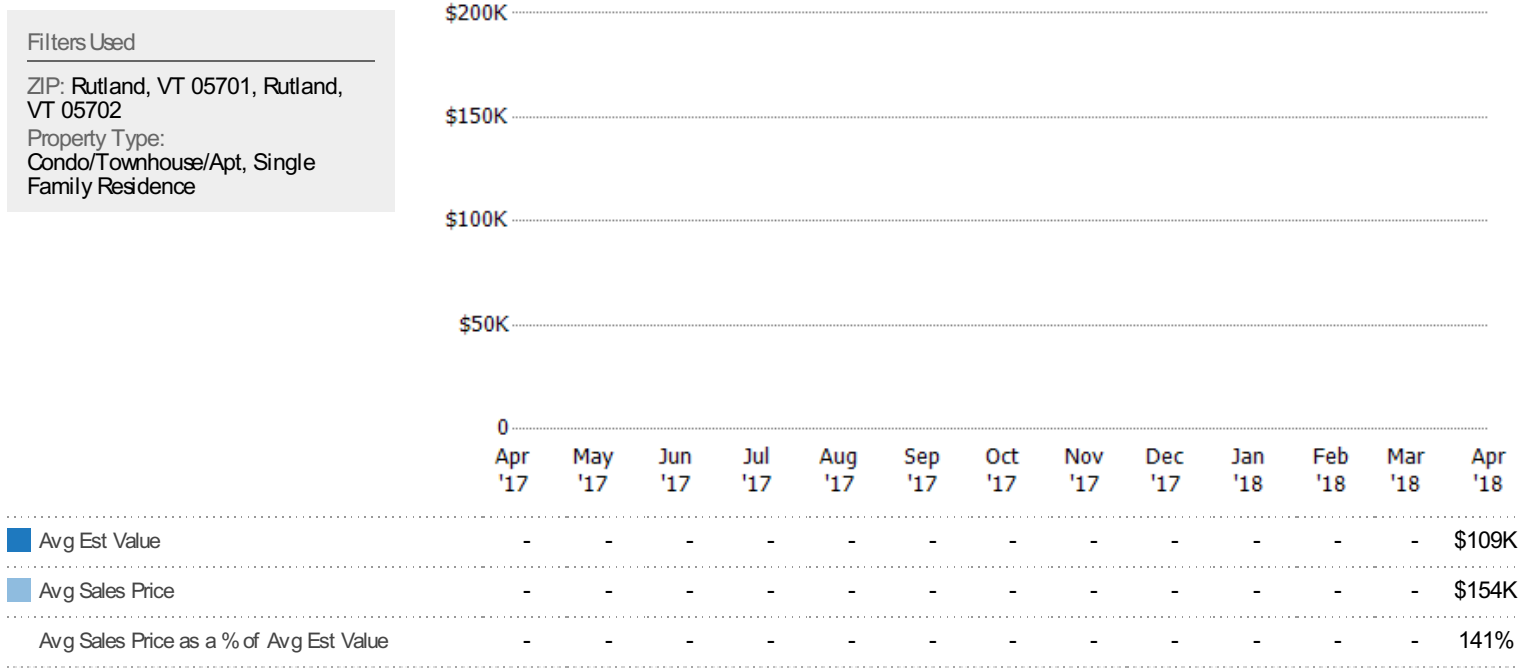 Filters Used
ZIP: Rutland, VT 05701, Rutland,
VT 05702
Property Type:
Condo/Townhouse/Apt, Single
Family Residence
$200K
$150K
$100K
$50K
0
Apr May Jun Jul Aug Sep Oct Nov Dec Jan Feb Mar Apr
'17 '17 '17 '17 '17 '17 '17 '17 '17 '18 '18 '18 '18
Avg Est Value - - - - - - - - - - - - $109K
Avg Sales Price - - - - - - - - - - - - $154K
Avg Sales Price as a % of Avg Est Value - - - - - - - - - - - - 141%